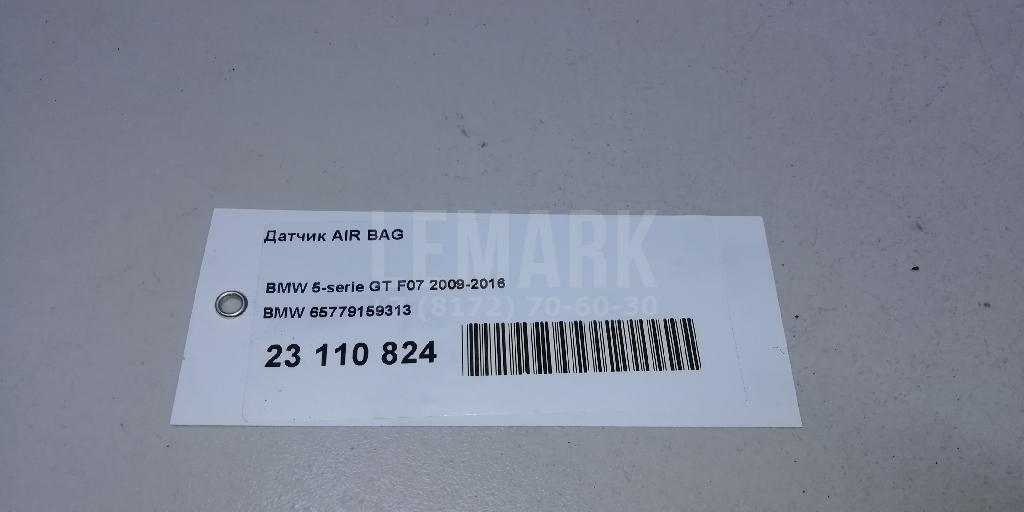 LEMARK
Датчик AIR BAG
BMW 5-serie GT F07 2009-2016
(8172) 70-60-30
BMW 65779159313
23 110 824